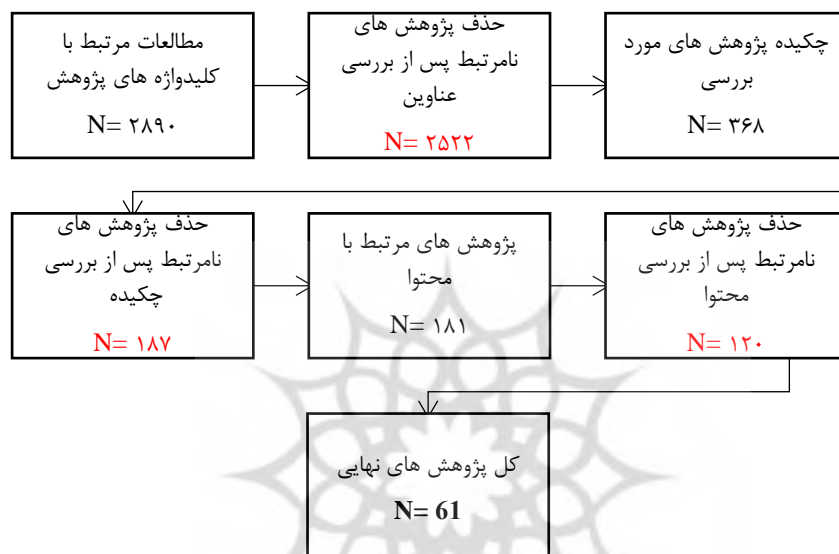 مطالعات مرتبط با
کلیدواژه های پژوهش
N= ۲۸۹۰
حذف پژوهش های
نامرتبط پس از بررسی
عناوین
N= ۲۵۲۲
چکیده پژوهش های مورد
بررسی
N= ۳۶۸
حذف پژوهش های
نامرتبط پس از بررسی
چکیده
N= ۱۸۷
پژوهش های مرتبط با
محتوا
N= ۱۸۱
حذف پژوهش های
نامرتبط پس از بررسی
محتوا
N= ۱۲۰
کل پژوهش های نهایی
N= 61